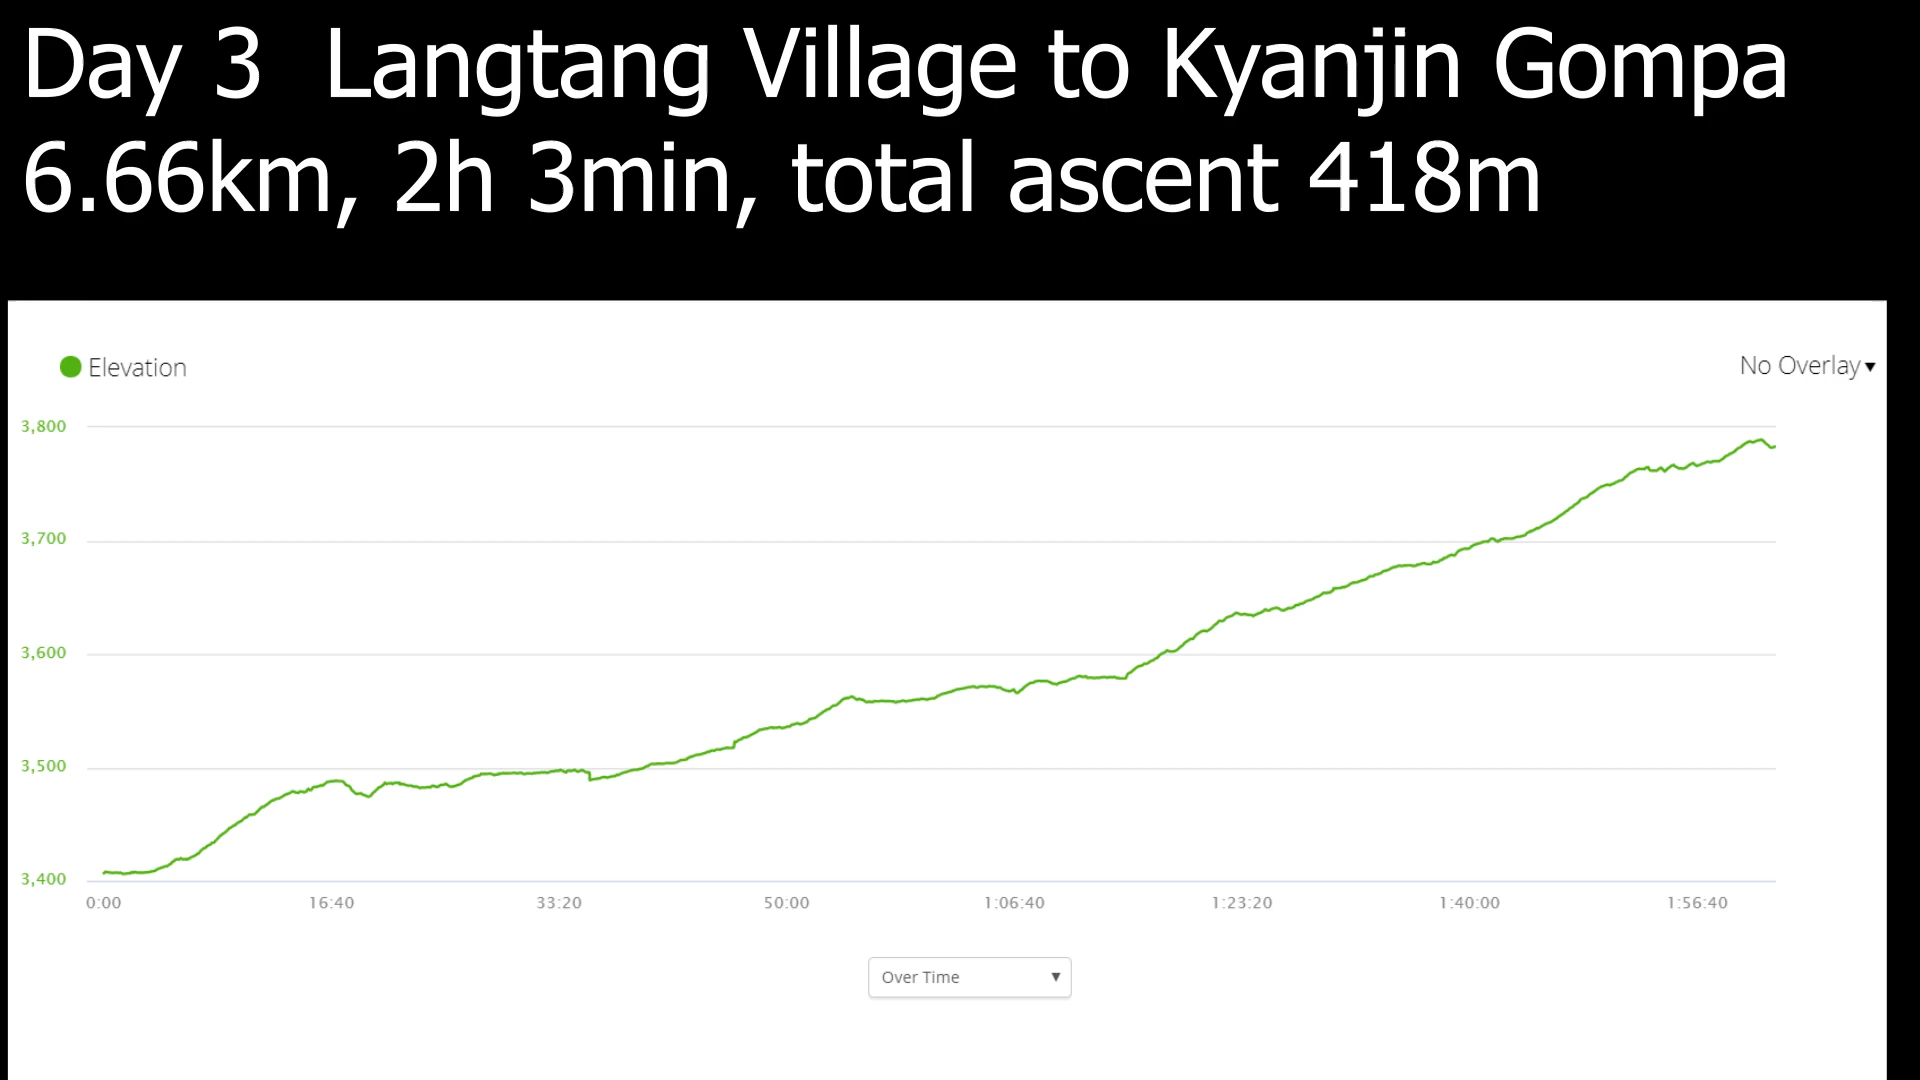 Day 3  Langtang Village to Kyanjin Gompa
6.66km, 2h 3min, total ascent 418m
Elevation
No Overlay
3,800
3,700
3,600
3,500
3,400
0:00 16:40 33:20 50:00 1:06:40 1:23:20 1:40:00 1:56:40
Over Time